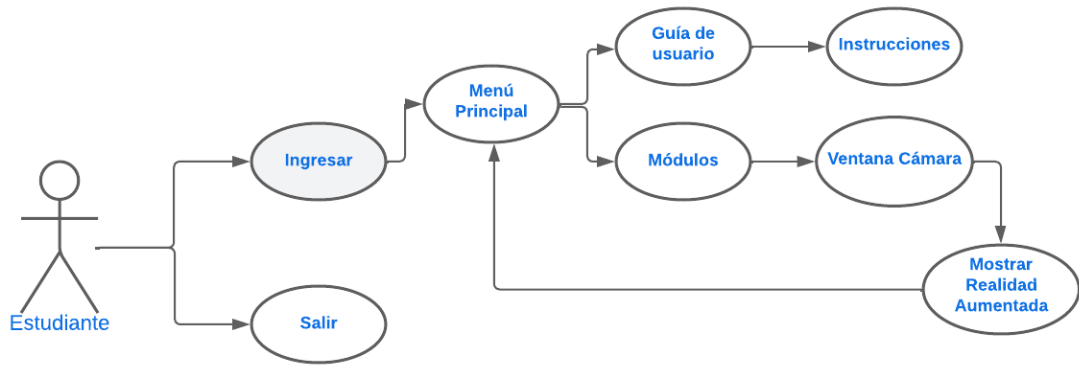 Guía de
usuario
Instrucciones
Menú
Principal
Ingresar
Módulos
Ventana Cámara
Mostrar
Realidad
Aumentada
Estudiante
Salir